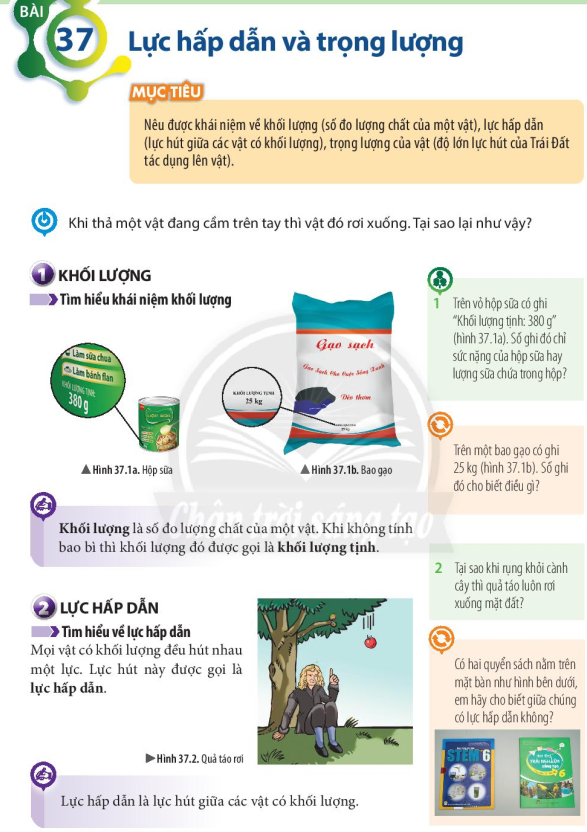 BÀI
37
Lực hấp dẫn và trọng lượng
MỤC TIÊU
Nêu được khái niệm về khối lượng (số đo lượng chất của một vật), lực hấp dẫn
(lực hút giữa các vật có khối lượng), trọng lượng của vật (độ lớn lực hút của Trái Đất
tác dụng lên vật).
Khi thả một vật đang cầm trên tay thì vật đó rơi xuống. Tại sao lại như vậy?
1 KHỐI LƯỢNG
Tìm hiểu khái niệm khối lượng
Làm sữa chua
Làm bánh flan
KHỐI LƯỢNG TỊNH:
380 g
Gạo sạch
Gạo Sạch Cho Cuộc Sống Xanh
Dẻo thơm
KHỐI LƯỢNG TỊNH
25 kg
▲Hình 37.1a. Hộp sữa
▲Hình 37.1b. Bao gạo
1 Trên vỏ hộp sữa có ghi
“Khối lượng tịnh: 380 g”
(hình 37.1a). Số ghi đó chỉ
sức nặng của hộp sữa hay
lượng sữa chứa trong hộp?
Trên một bao gạo có ghi
25 kg (hình 37.1b). Số ghi
đó cho biết điều gì?
Chân trời sáng tạo
Khối lượng là số đo lượng chất của một vật. Khi không tính
bao bì thì khối lượng đó được gọi là khối lượng tịnh.
2 LỰC HẤP DẪN
Tìm hiểu về lực hấp dẫn
Mọi vật có khối lượng đều hút nhau
một lực. Lực hút này được gọi là
lực hấp dẫn.
▶Hình 37.2. Quả táo rơi
2 Tại sao khi rụng khỏi cành
cây thì quả táo luôn rơi
xuống mặt đất?
Có hai quyển sách nằm trên
mặt bàn như hình bên dưới,
em hãy cho biết giữa chúng
có lực hấp dẫn không?
STEM 6
TRẢI NGHIỆM
6
Lực hấp dẫn là lực hút giữa các vật có khối lượng.